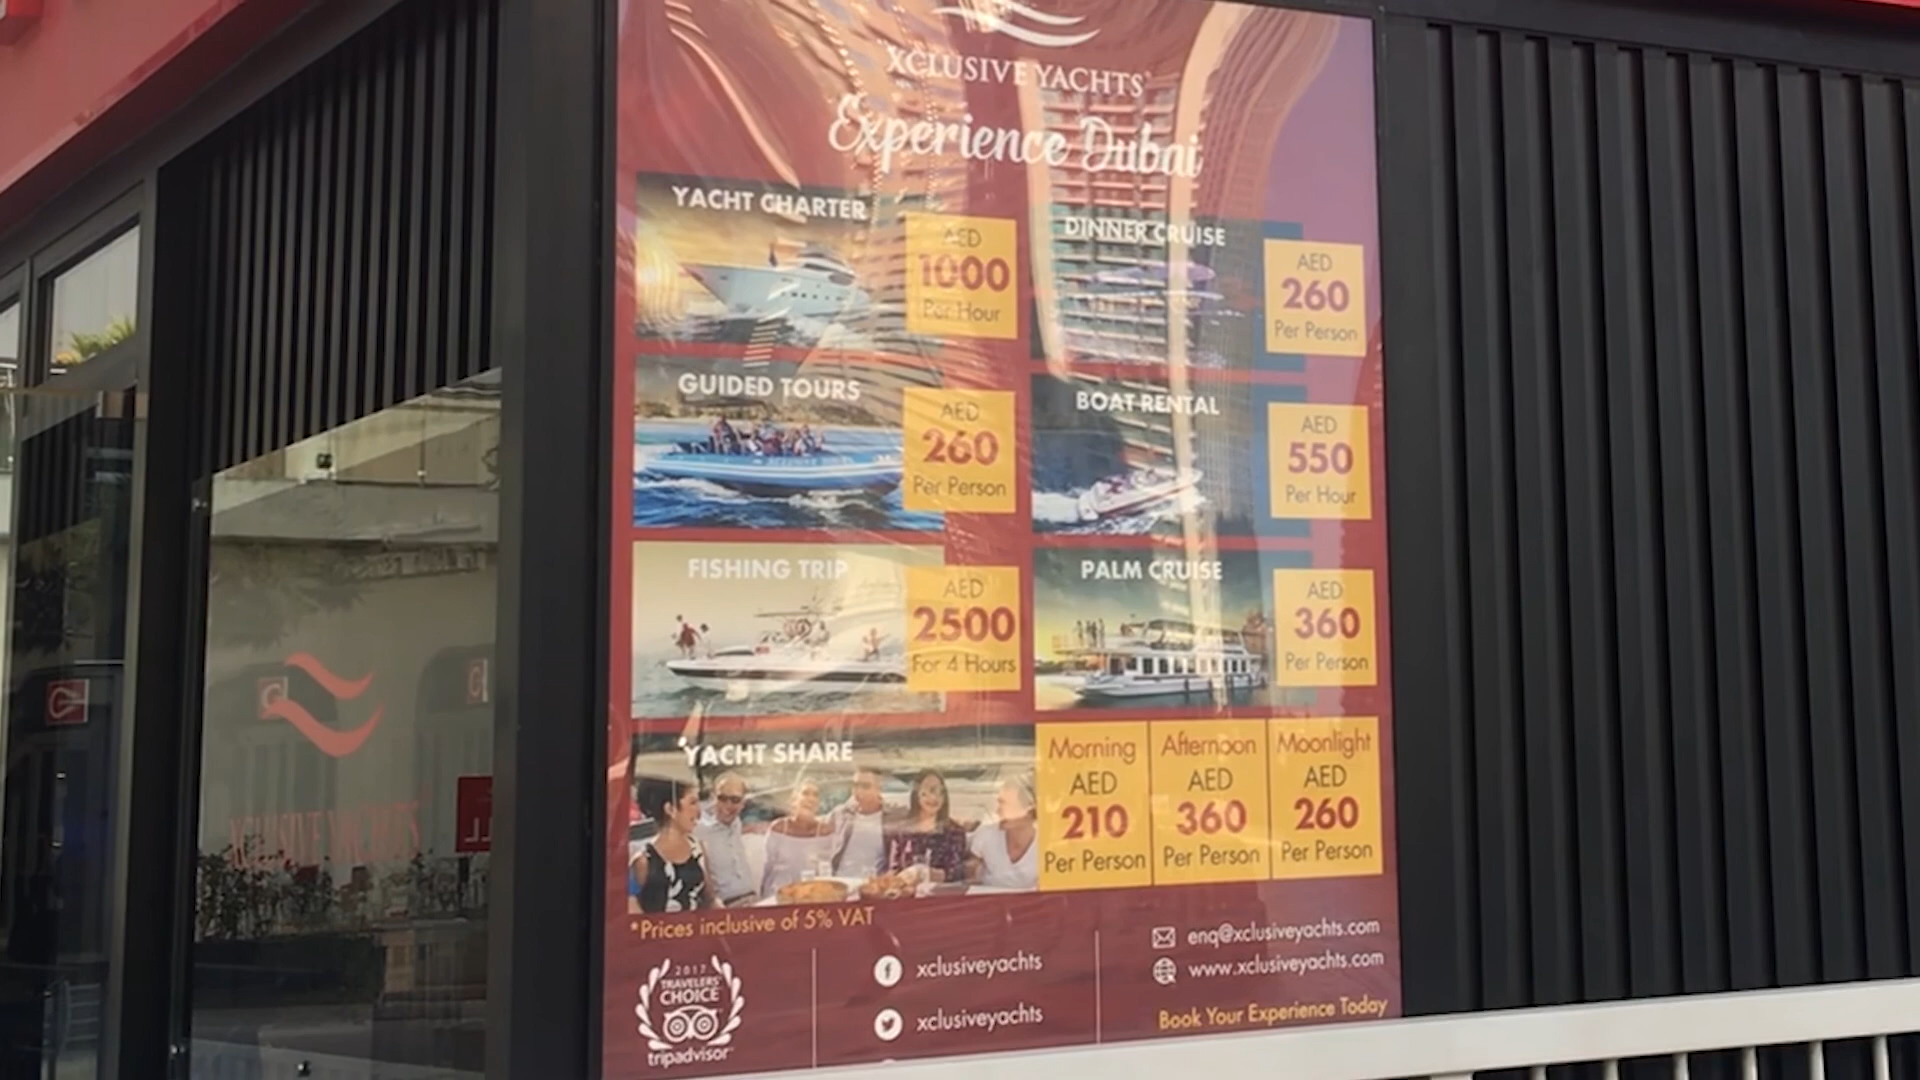 XCLUSIVE YACHTS
Experience Dubai
YACHT CHARTER
AED
1000
Per Hour
DINNER CRUISE
AED
260
Per Person
GUIDED TOURS
AED
260
Per Person
BOAT RENTAL
AED
550
Per Hour
FISHING TRIP
AED
2500
For 4 Hours
PALM CRUISE
AED
360
Per Person
YACHT SHARE
Morning
AED
210
Per Person
Afternoon
AED
360
Per Person
Moonlight
AED
260
Per Person
*Prices inclusive of 5% VAT
2017
TRAVELERS'
CHOICE
tripadvisor
xclusiveyachts
xclusiveyachts
enq@xclusiveyachts.com
www.xclusiveyachts.com
Book Your Experience Today
XCLUSIVE YACHTS